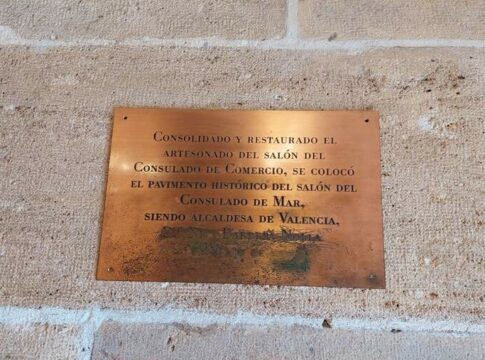 Consolidado y restaurado el
artesonado del salón del
Consulado de Comercio, se colocó
el pavimento histórico del salón del
Consulado de Mar,
siendo alcaldesa de Valencia,